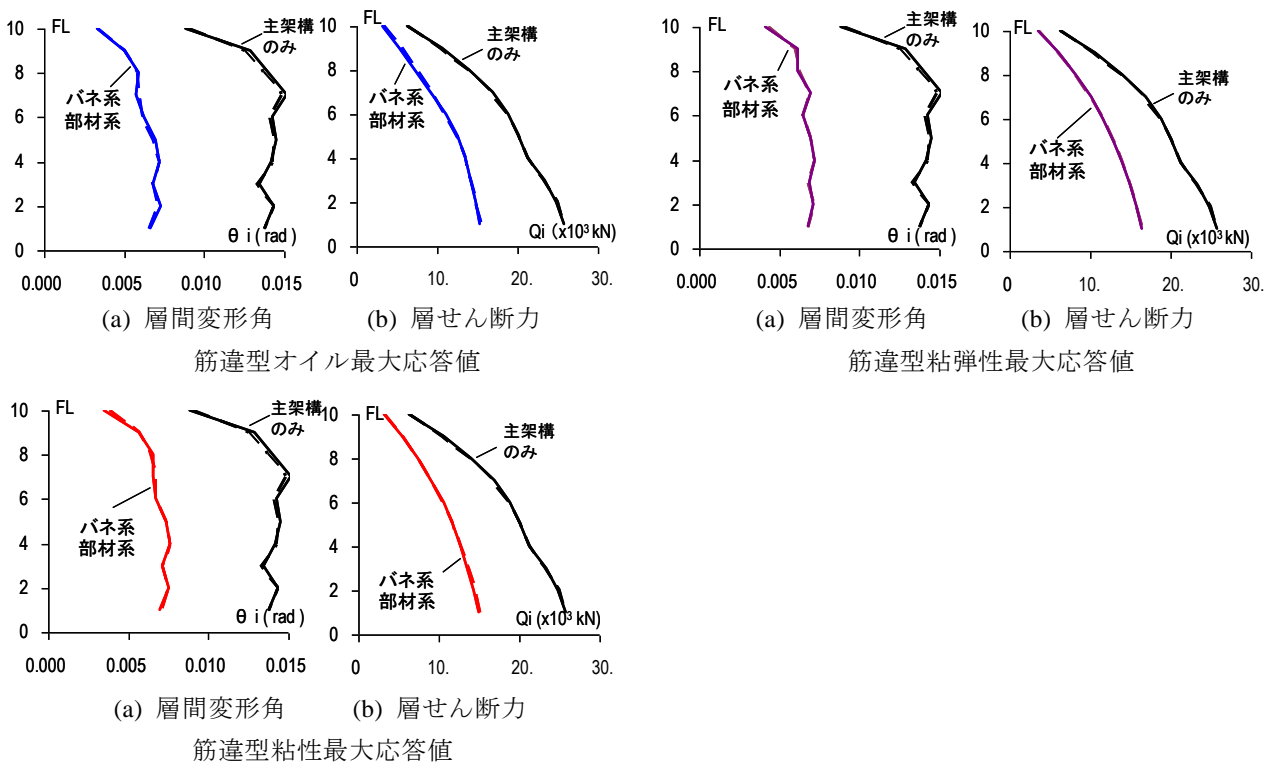 10
8
6
4
2
0
FL
主架構
のみ
バネ系
部材系
θ i ( rad )
0.000
0.005
0.010
0.015
(a) 層間変形角
10
8
6
4
2
0
FL
主架構
のみ
バネ系
部材系
Qi (x10³ kN)
0
10.
20.
30.
(b) 層せん断力
筋違型オイル最大応答値
10
8
6
4
2
0
FL
主架構
のみ
バネ系
部材系
θ i ( rad )
0.000
0.005
0.010
0.015
(a) 層間変形角
10
8
6
4
2
0
FL
主架構
のみ
バネ系
部材系
Qi (x10³ kN)
0
10.
20.
30.
(b) 層せん断力
筋違型粘弾性最大応答値
10
8
6
4
2
0
FL
主架構
のみ
バネ系
部材系
θ i ( rad )
0.000
0.005
0.010
0.015
(a) 層間変形角
10
8
6
4
2
0
FL
主架構
のみ
バネ系
部材系
Qi (x10³ kN)
0
10.
20.
30.
(b) 層せん断力
筋違型粘性最大応答値